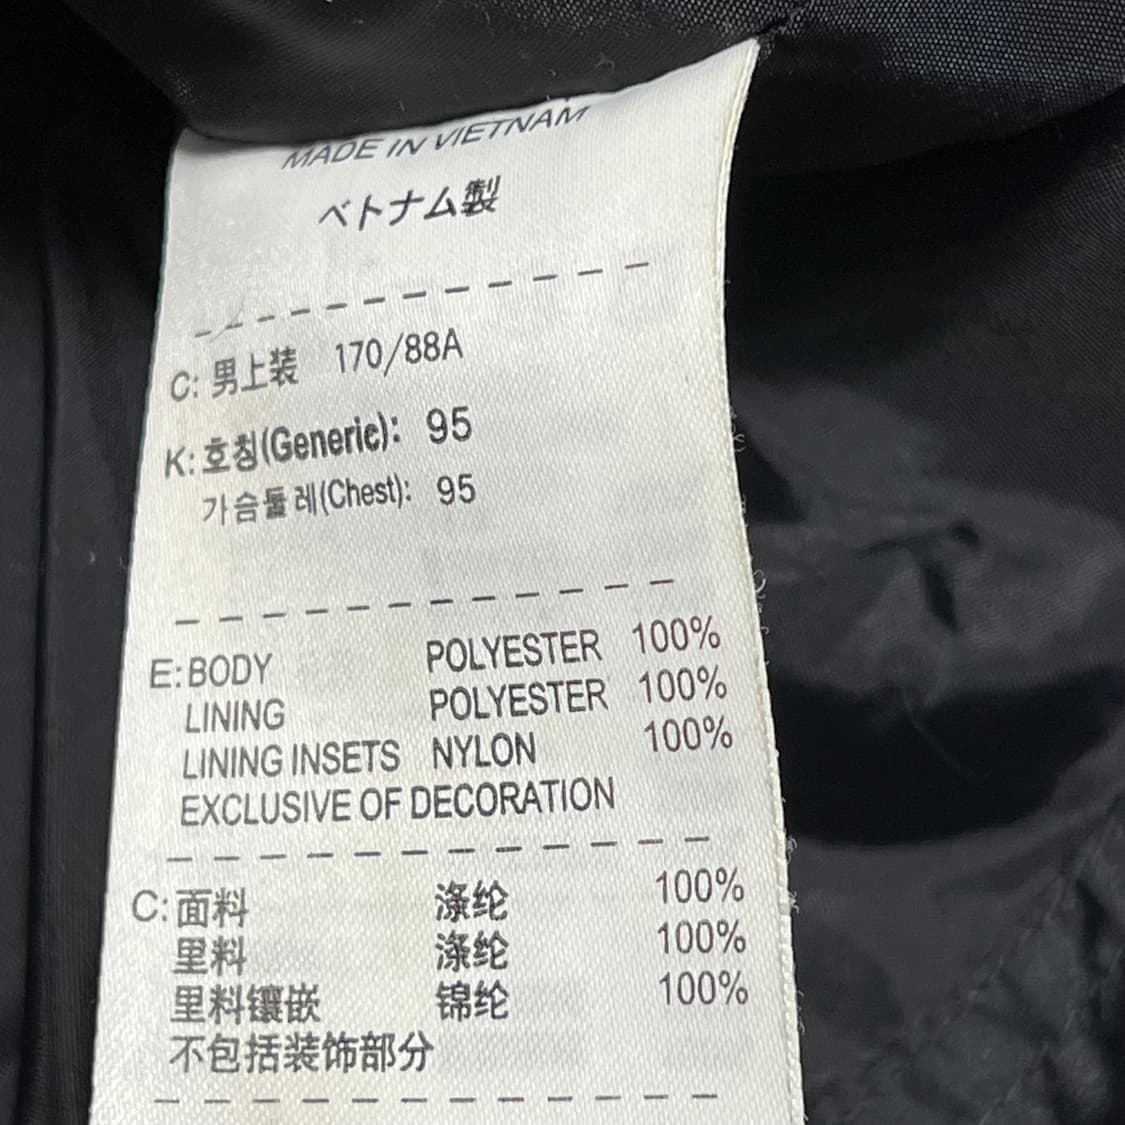 MADE IN VIETNAM
ベトナム製
C: 男上装 170/88A
K: 호칭(Generic): 95
가슴둘레(Chest): 95
E: BODY POLYESTER 100%
LINING POLYESTER 100%
LINING INSETS NYLON 100%
EXCLUSIVE OF DECORATION
C: 面料 涤纶 100%
里料 涤纶 100%
里料镶嵌 锦纶 100%
不包括装饰部分